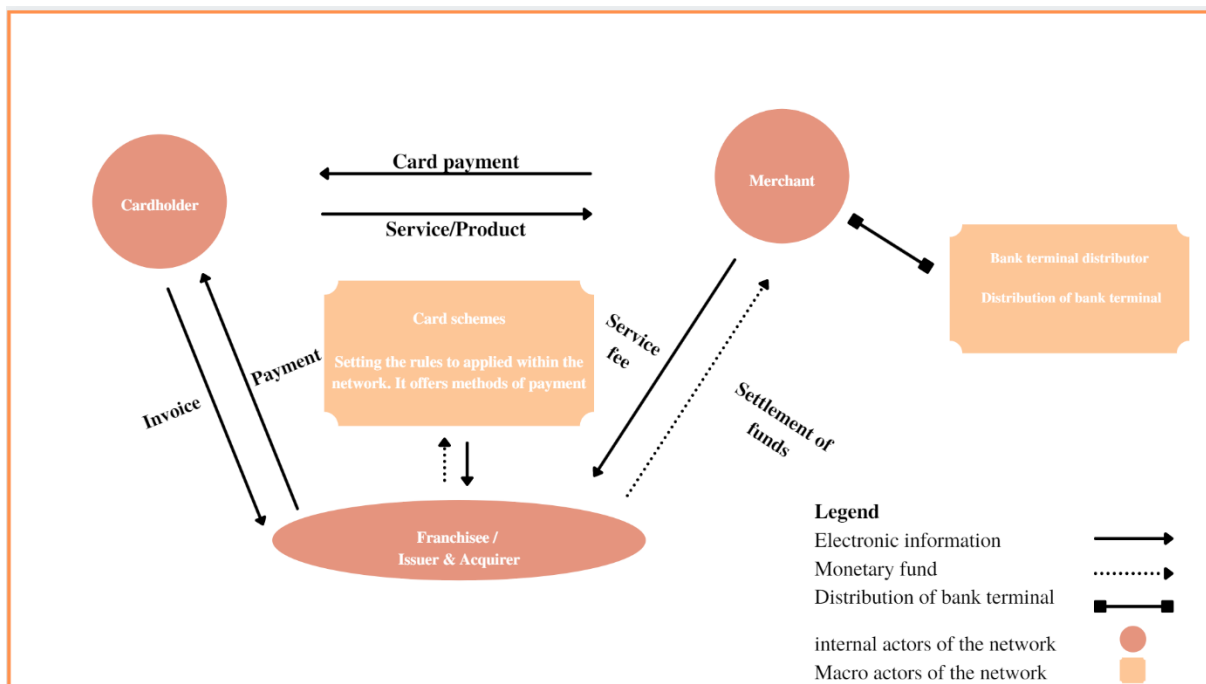 Card payment
Cardholder
Merchant
Service/Product
Bank terminal distributor
Distribution of bank terminal
Card schemes
Setting the rules to applied within the
network. It offers methods of payment
Service
fee
Payment
Invoice
Settlement of
funds
Franchisee /
Issuer & Acquirer
Legend
Electronic information
Monetary fund
Distribution of bank terminal
internal actors of the network
Macro actors of the network